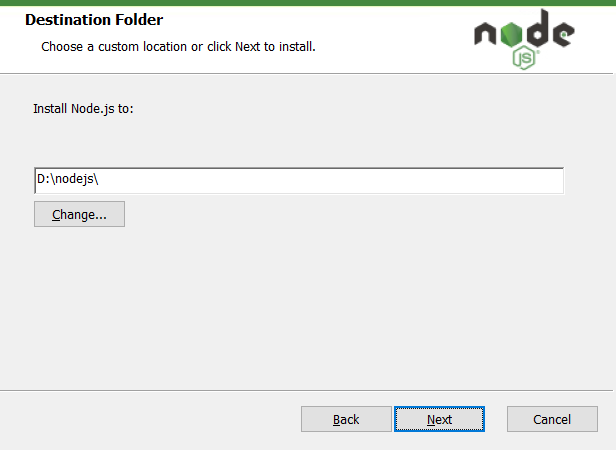 Destination Folder
Choose a custom location or click Next to install.
node
JS
Install Node.js to:
D:\nodejs\
Change...
Back
Next
Cancel